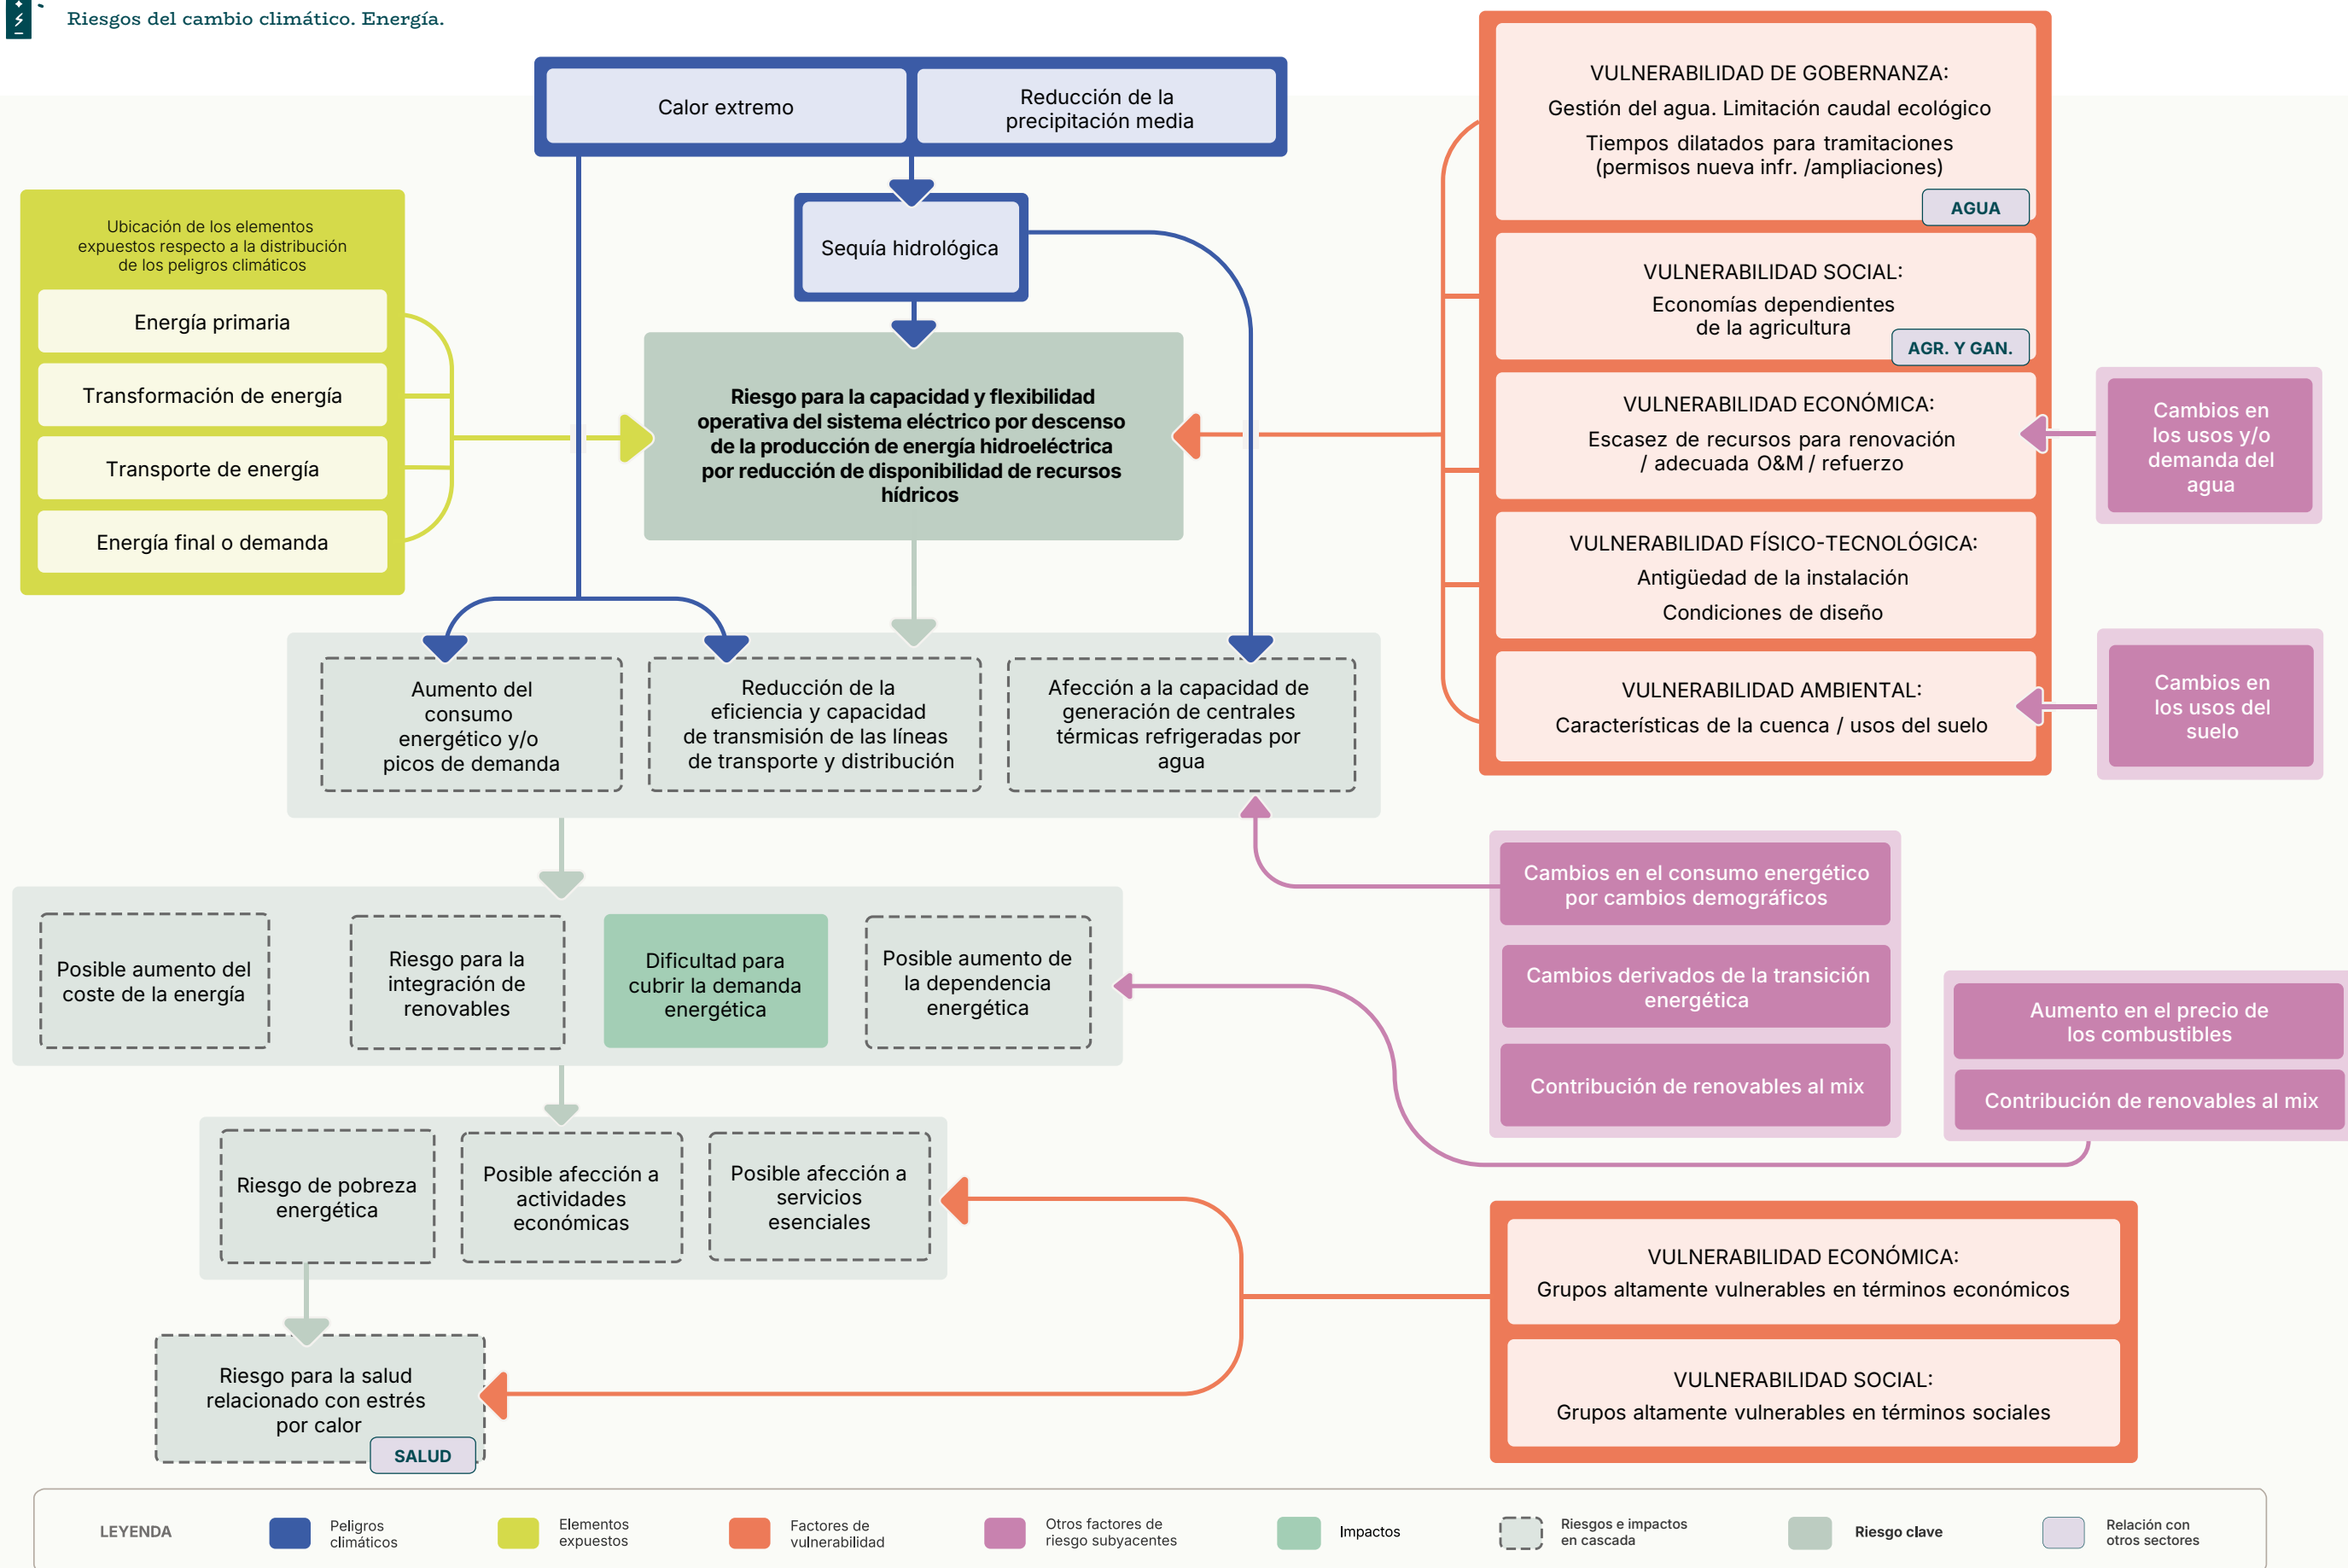 Riesgos del cambio climático. Energía.
Calor extremo
Reducción de la
precipitación media
Sequía hidrológica
Ubicación de los elementos
expuestos respecto a la distribución
de los peligros climáticos
Energía primaria
Transformación de energía
Transporte de energía
Energía final o demanda
Riesgo para la capacidad y flexibilidad
operativa del sistema eléctrico por descenso
de la producción de energía hidroeléctrica
por reducción de disponibilidad de recursos
hídricos
VULNERABILIDAD DE GOBERNANZA:
Gestión del agua. Limitación caudal ecológico
Tiempos dilatados para tramitaciones
(permisos nueva infr. /ampliaciones)
AGUA
VULNERABILIDAD SOCIAL:
Economías dependientes
de la agricultura
AGR. Y GAN.
VULNERABILIDAD ECONÓMICA:
Escasez de recursos para renovación
/ adecuada O&M / refuerzo
VULNERABILIDAD FÍSICO-TECNOLÓGICA:
Antigüedad de la instalación
Condiciones de diseño
VULNERABILIDAD AMBIENTAL:
Características de la cuenca / usos del suelo
Cambios en
los usos y/o
demanda del
agua
Cambios en
los usos del
suelo
Aumento del
consumo
energético y/o
picos de demanda
Reducción de la
eficiencia y capacidad
de transmisión de las líneas
de transporte y distribución
Afección a la capacidad de
generación de centrales
térmicas refrigeradas por
agua
Cambios en el consumo energético
por cambios demográficos
Cambios derivados de la transición
energética
Contribución de renovables al mix
Aumento en el precio de
los combustibles
Contribución de renovables al mix
Posible aumento del
coste de la energía
Riesgo para la
integración de
renovables
Dificultad para
cubrir la demanda
energética
Posible aumento de
la dependencia
energética
Riesgo de pobreza
energética
Posible afección a
actividades
económicas
Posible afección a
servicios
esenciales
VULNERABILIDAD ECONÓMICA:
Grupos altamente vulnerables en términos económicos
VULNERABILIDAD SOCIAL:
Grupos altamente vulnerables en términos sociales
Riesgo para la salud
relacionado con estrés
por calor
SALUD
LEYENDA
Peligros
climáticos
Elementos
expuestos
Factores de
vulnerabilidad
Otros factores de
riesgo subyacentes
Impactos
Riesgos e impactos
en cascada
Riesgo clave
Relación con
otros sectores